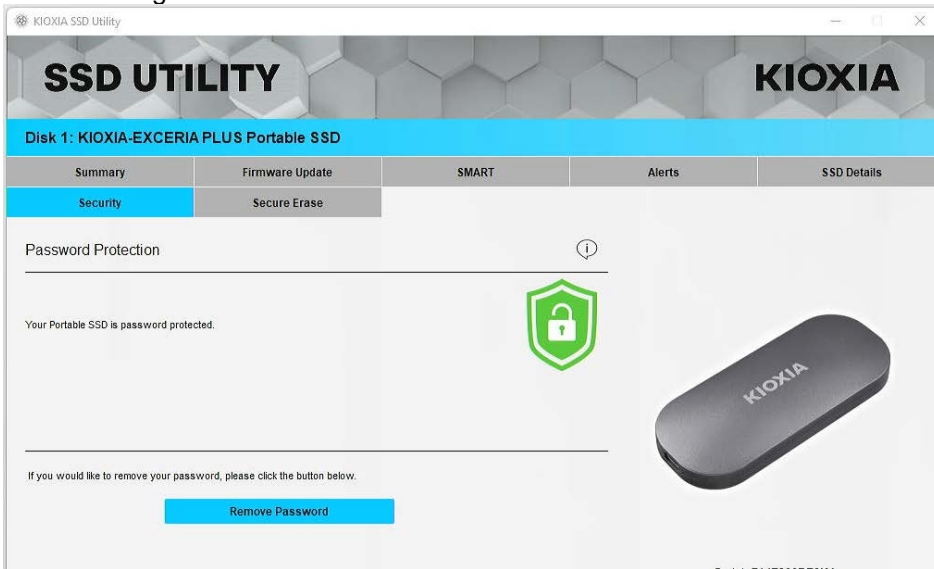 KIOXIA SSD Utility
SSD UTILITY
KIOXIA
Disk 1: KIOXIA-EXCERIA PLUS Portable SSD
Summary
Firmware Update
SMART
Alerts
SSD Details
Security
Secure Erase
Password Protection
Your Portable SSD is password protected.
KIOXIA
If you would like to remove your password, please click the button below.
Remove Password